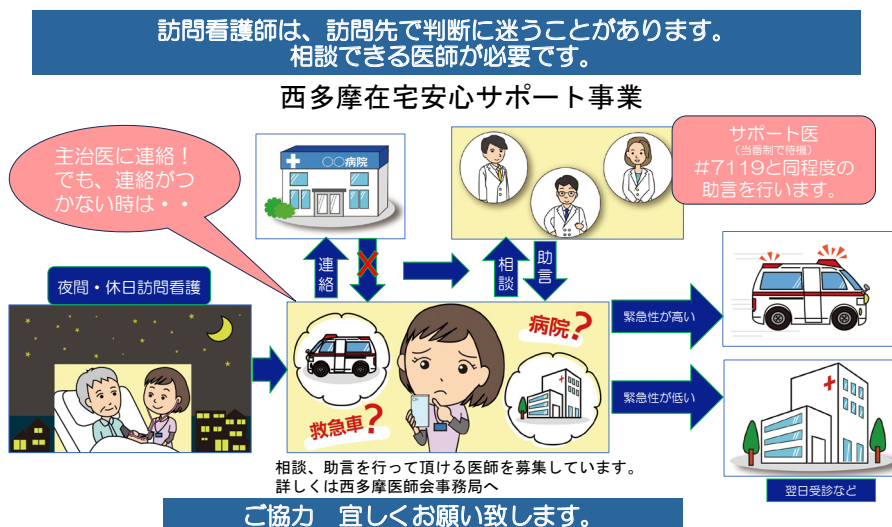 訪問看護師は、訪問先で判断に迷うことがあります。
相談できる医師が必要です。
西多摩在宅安心サポート事業
主治医に連絡！
でも、連絡がつ
かない時は・・
○○病院
サポート医
（当番制で待機）
#7119と同程度の
助言を行います。
連絡
相談
助言
夜間・休日訪問看護
救急車?
病院?
緊急性が高い
緊急性が低い
翌日受診など
相談、助言を行って頂ける医師を募集しています。
詳しくは西多摩医師会事務局へ
ご協力　宜しくお願い致します。